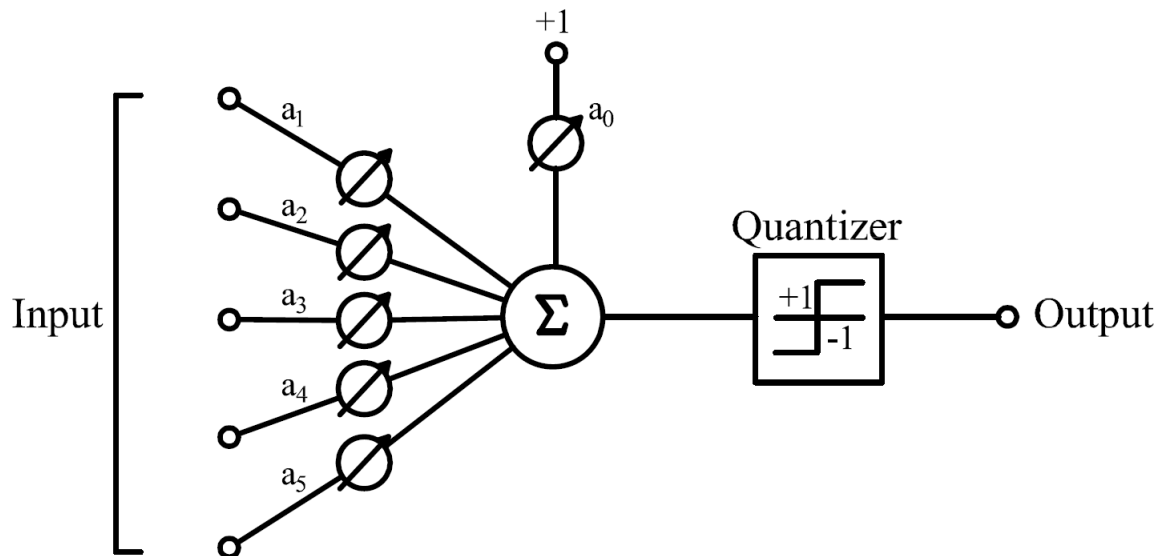 +1
a₁
a₀
a₂
Quantizer
Input
a₃
Σ
+1
-1
Output
a₄
a₅